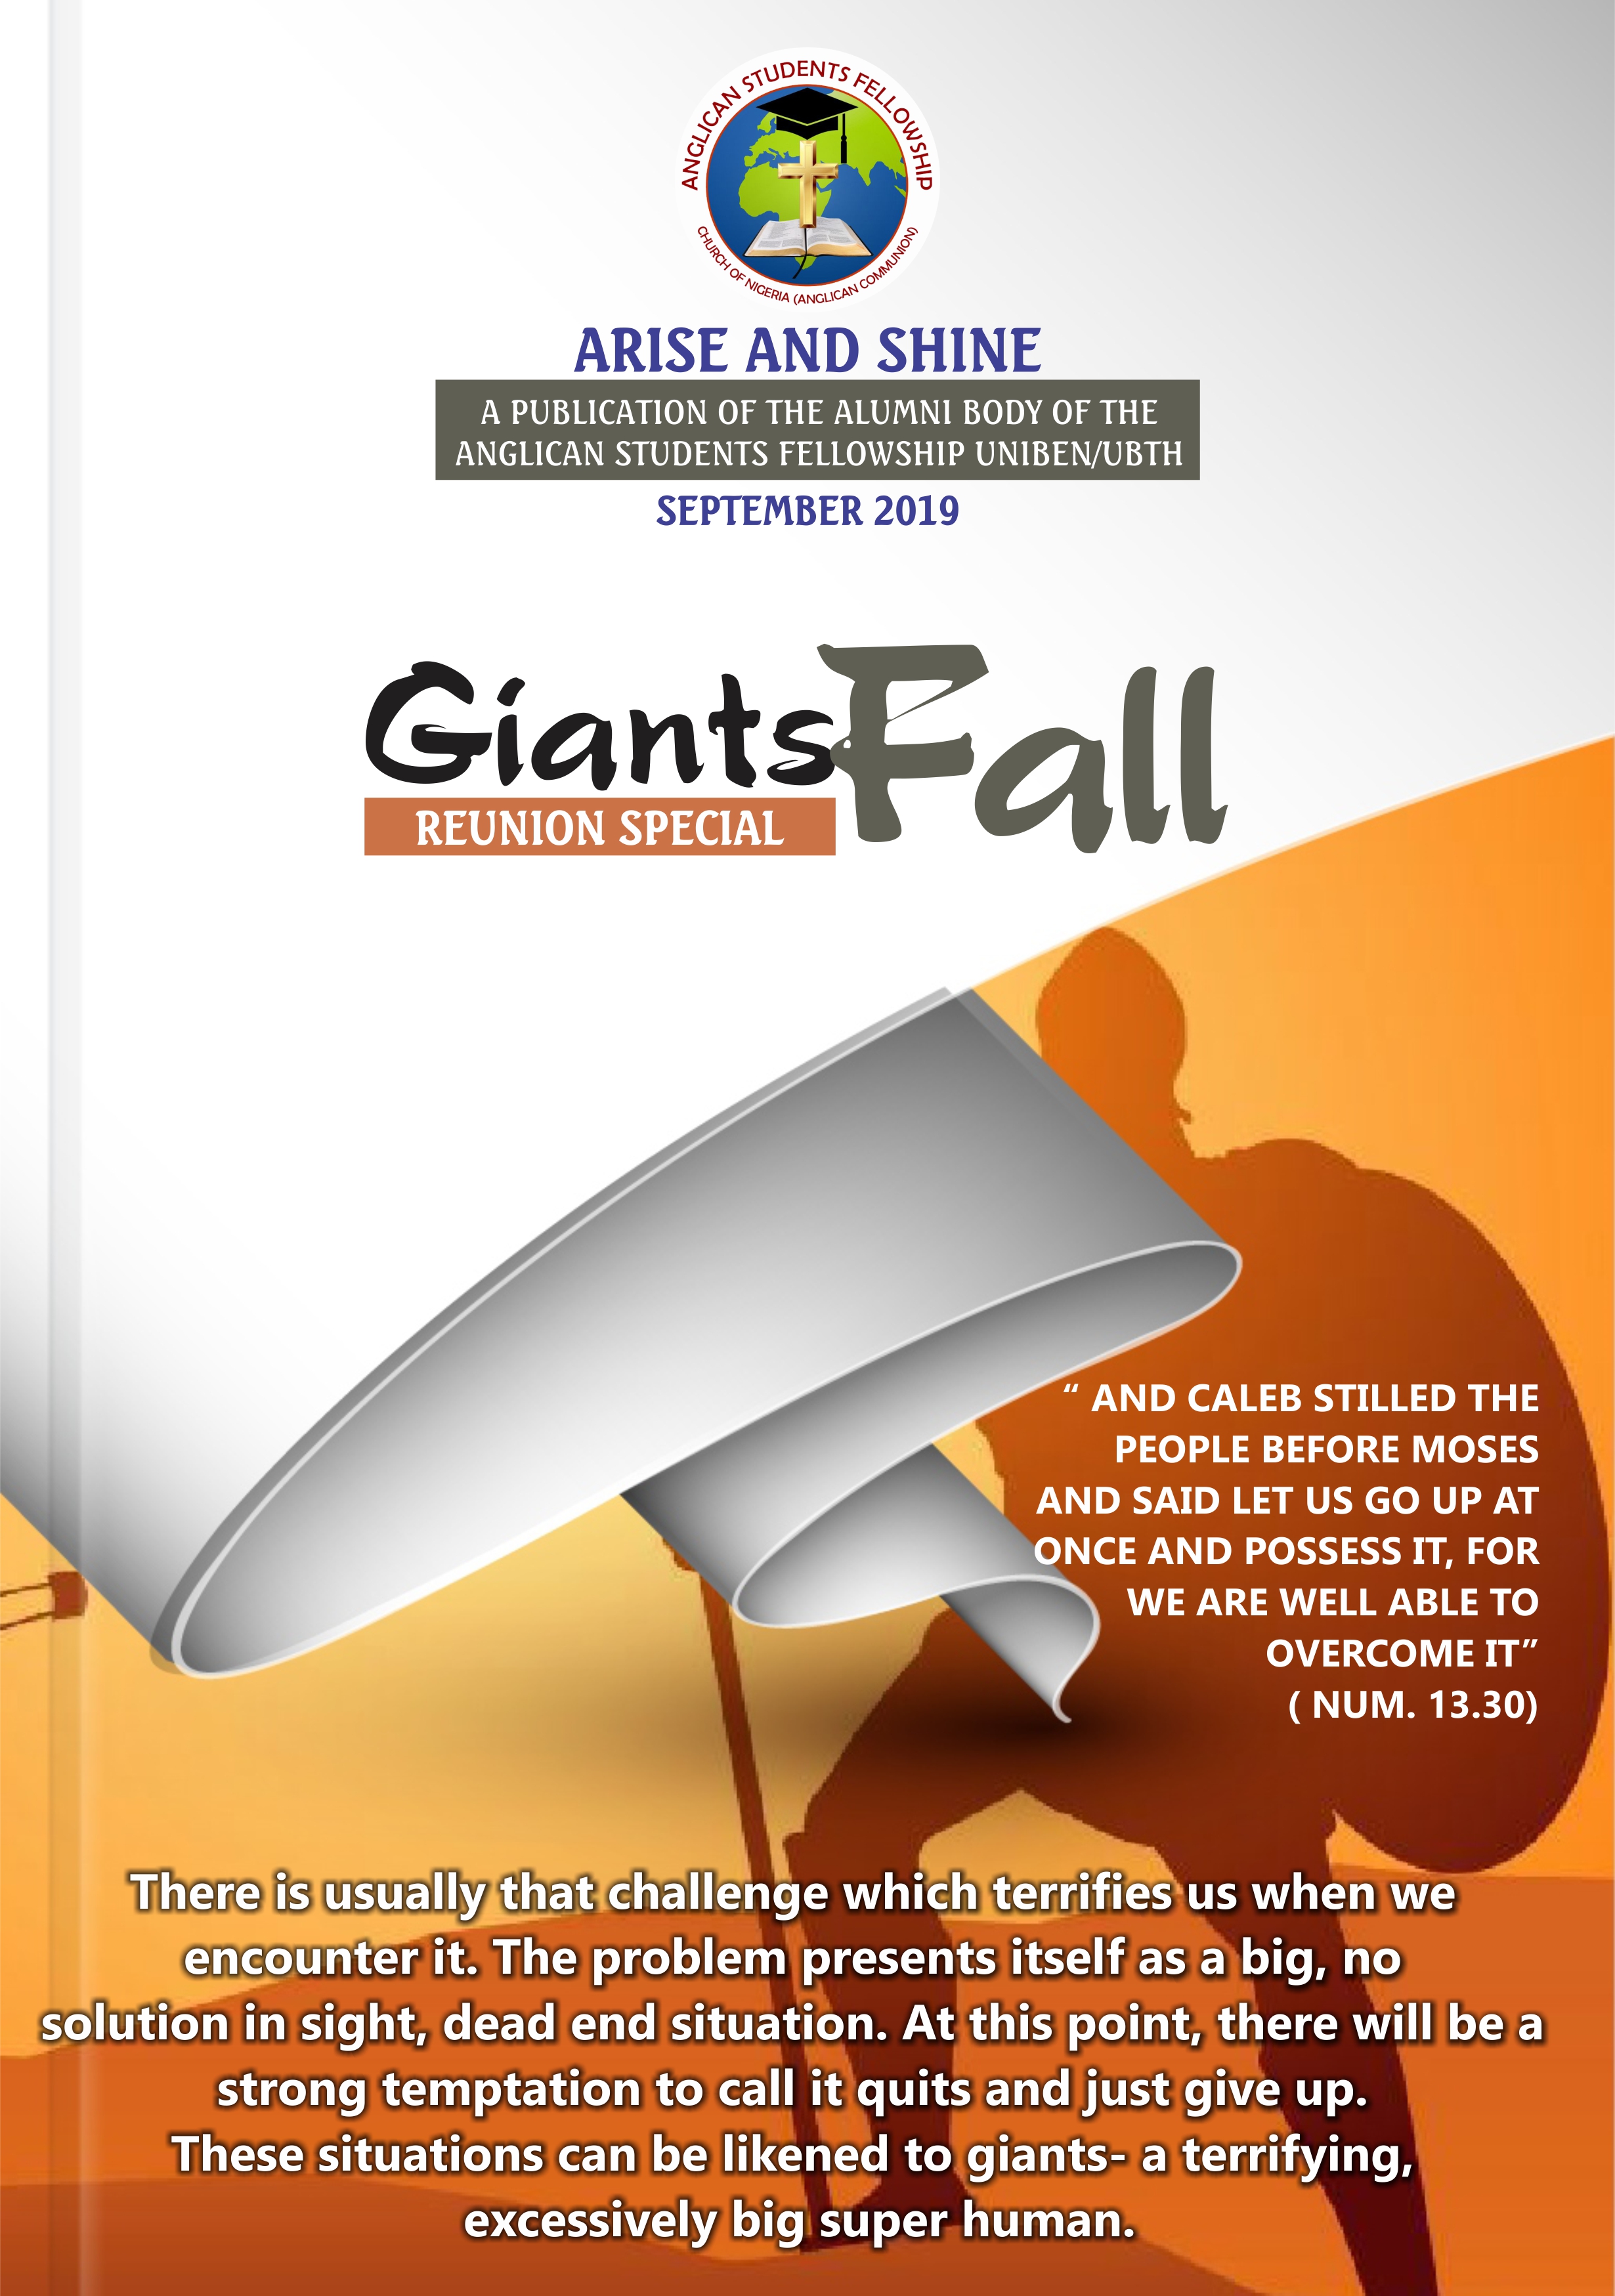 ANGLICAN STUDENTS FELLOWSHIP
CHURCH OF NIGERIA (ANGLICAN COMMUNION)
ARISE AND SHINE
A PUBLICATION OF THE ALUMNI BODY OF THE
ANGLICAN STUDENTS FELLOWSHIP UNIBEN/UBTH
SEPTEMBER 2019
Giants Fall
REUNION SPECIAL
“ AND CALEB STILLED THE
PEOPLE BEFORE MOSES
AND SAID LET US GO UP AT
ONCE AND POSSESS IT, FOR
WE ARE WELL ABLE TO
OVERCOME IT”
( NUM. 13.30)
There is usually that challenge which terrifies us when we
encounter it. The problem presents itself as a big, no
solution in sight, dead end situation. At this point, there will be a
strong temptation to call it quits and just give up.
These situations can be likened to giants- a terrifying,
excessively big super human.